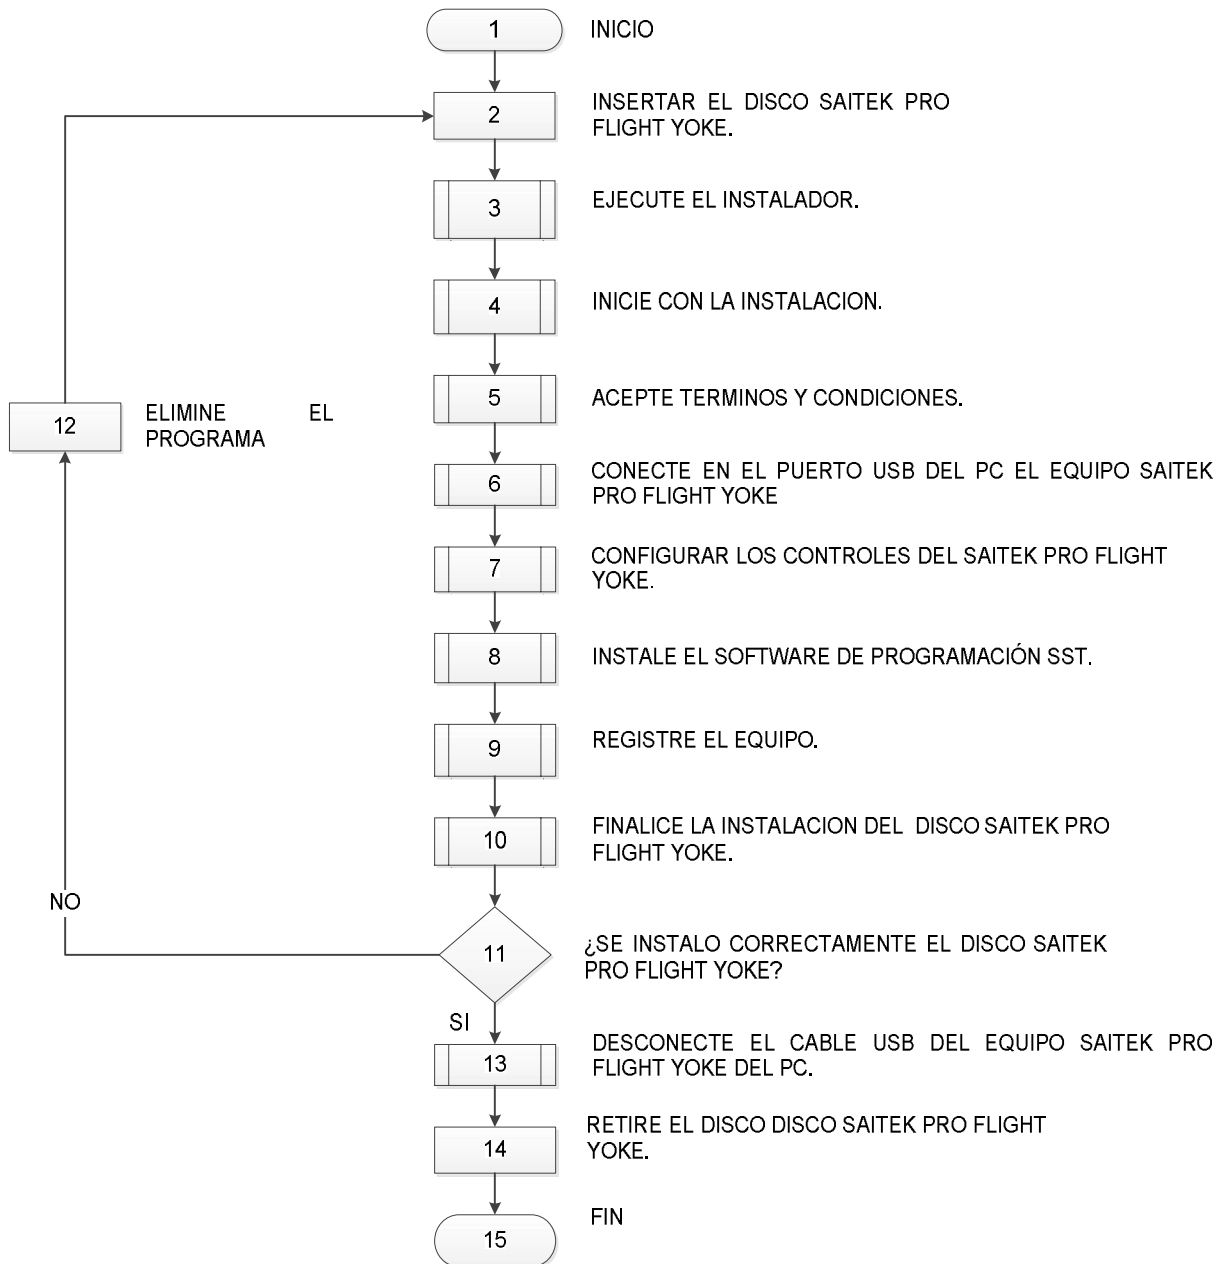 1 INICIO
2 INSERTAR EL DISCO SAITEK PRO
FLIGHT YOKE.
3 EJECUTE EL INSTALADOR.
4 INICIE CON LA INSTALACION.
5 ACEPTE TERMINOS Y CONDICIONES.
12 ELIMINE EL
PROGRAMA
6 CONECTE EN EL PUERTO USB DEL PC EL EQUIPO SAITEK
PRO FLIGHT YOKE
7 CONFIGURAR LOS CONTROLES DEL SAITEK PRO FLIGHT
YOKE.
8 INSTALE EL SOFTWARE DE PROGRAMACIÓN SST.
9 REGISTRE EL EQUIPO.
10 FINALICE LA INSTALACION DEL DISCO SAITEK PRO
FLIGHT YOKE.
NO
11 ¿SE INSTALO CORRECTAMENTE EL DISCO SAITEK
PRO FLIGHT YOKE?
SI
13 DESCONECTE EL CABLE USB DEL EQUIPO SAITEK PRO
FLIGHT YOKE DEL PC.
14 RETIRE EL DISCO DISCO SAITEK PRO FLIGHT
YOKE.
15 FIN